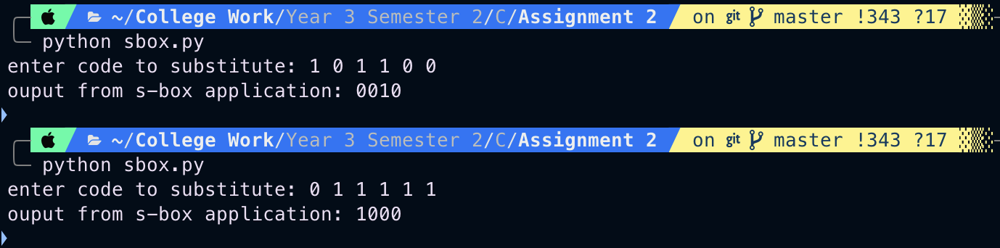 ~/College Work/Year 3 Semester 2/C/Assignment 2 on git master !343 ?17
python sbox.py
enter code to substitute: 1 0 1 1 0 0
ouput from s-box application: 0010
~/College Work/Year 3 Semester 2/C/Assignment 2 on git master !343 ?17
python sbox.py
enter code to substitute: 0 1 1 1 1 1
ouput from s-box application: 1000